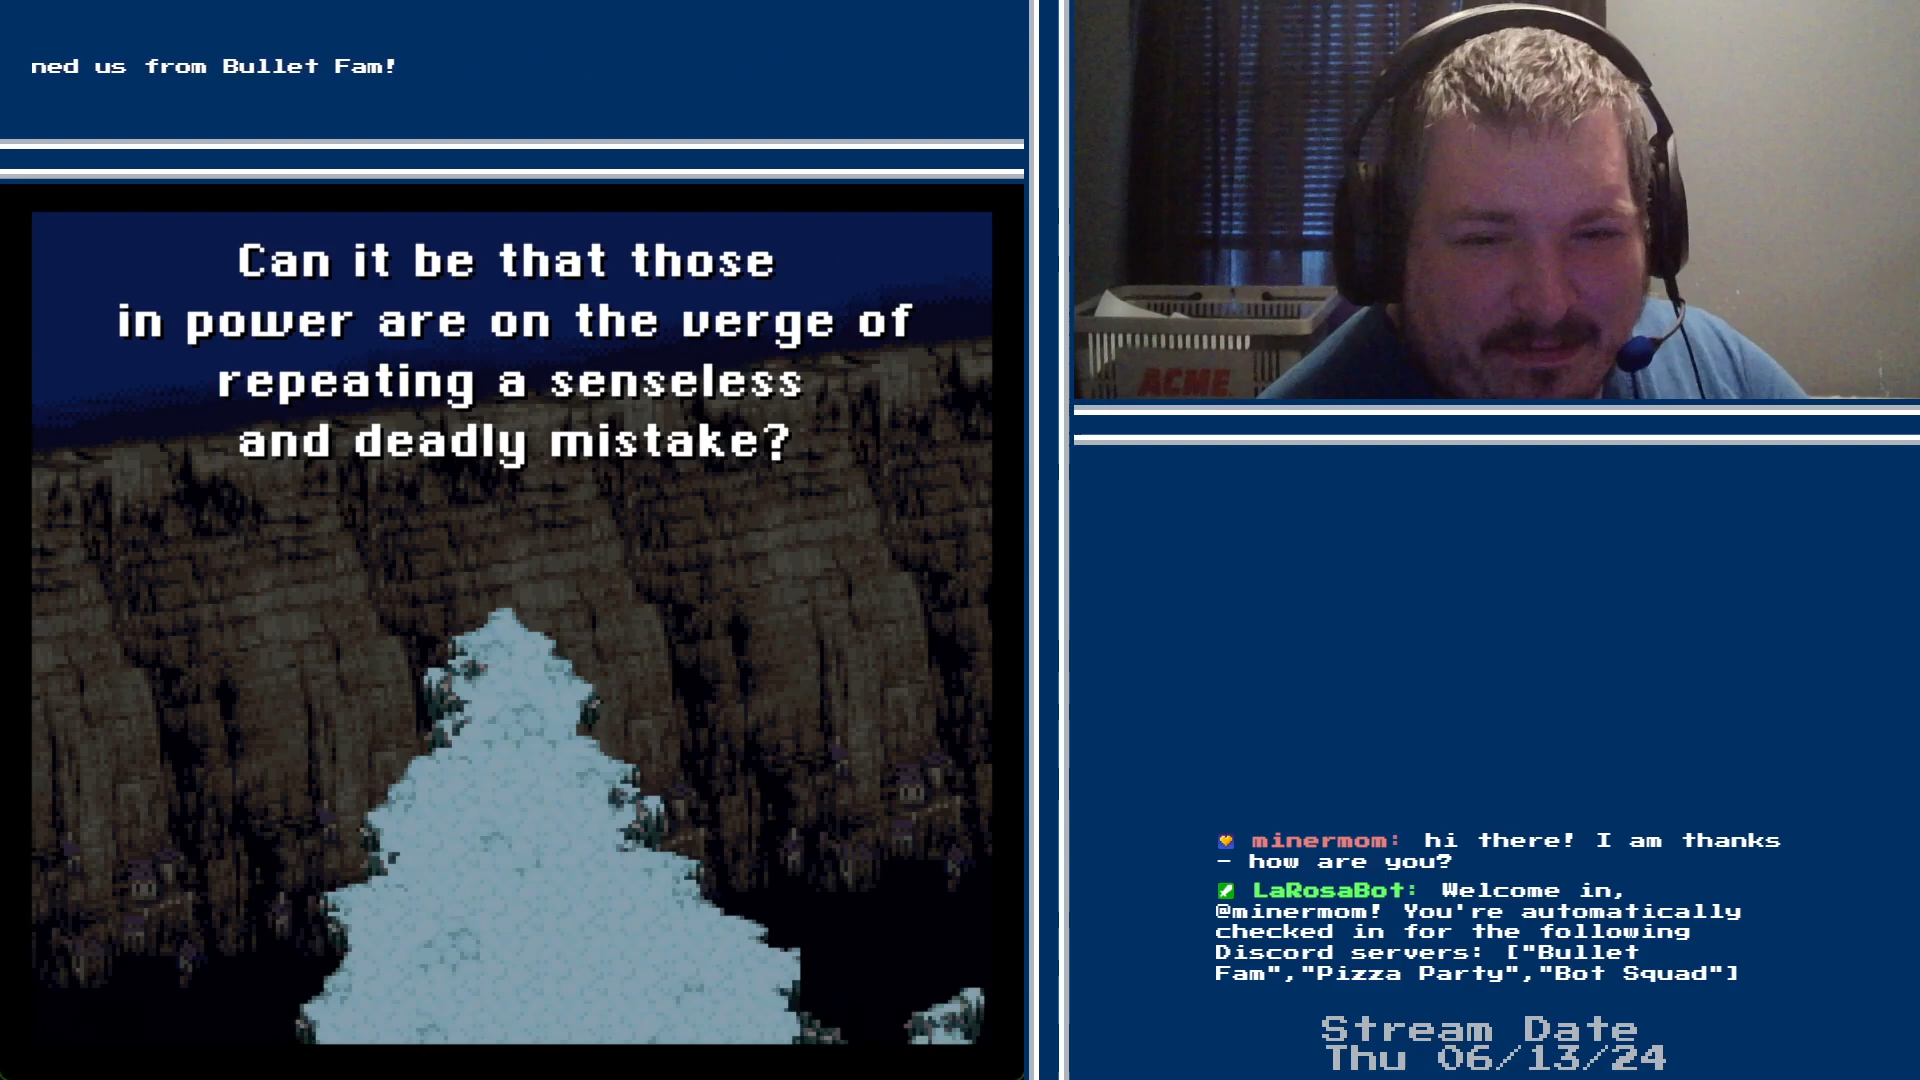 ned us from Bullet Fam!
Can it be that those
in power are on the verge of
repeating a senseless
and deadly mistake?
ACME
minermom: hi there! I am thanks
- how are you?
LaRosaBot: Welcome in,
@minermom! You're automatically
checked in for the following
Discord servers: ["Bullet
Fam","Pizza Party","Bot Squad"]
Stream Date
Thu 06/13/24